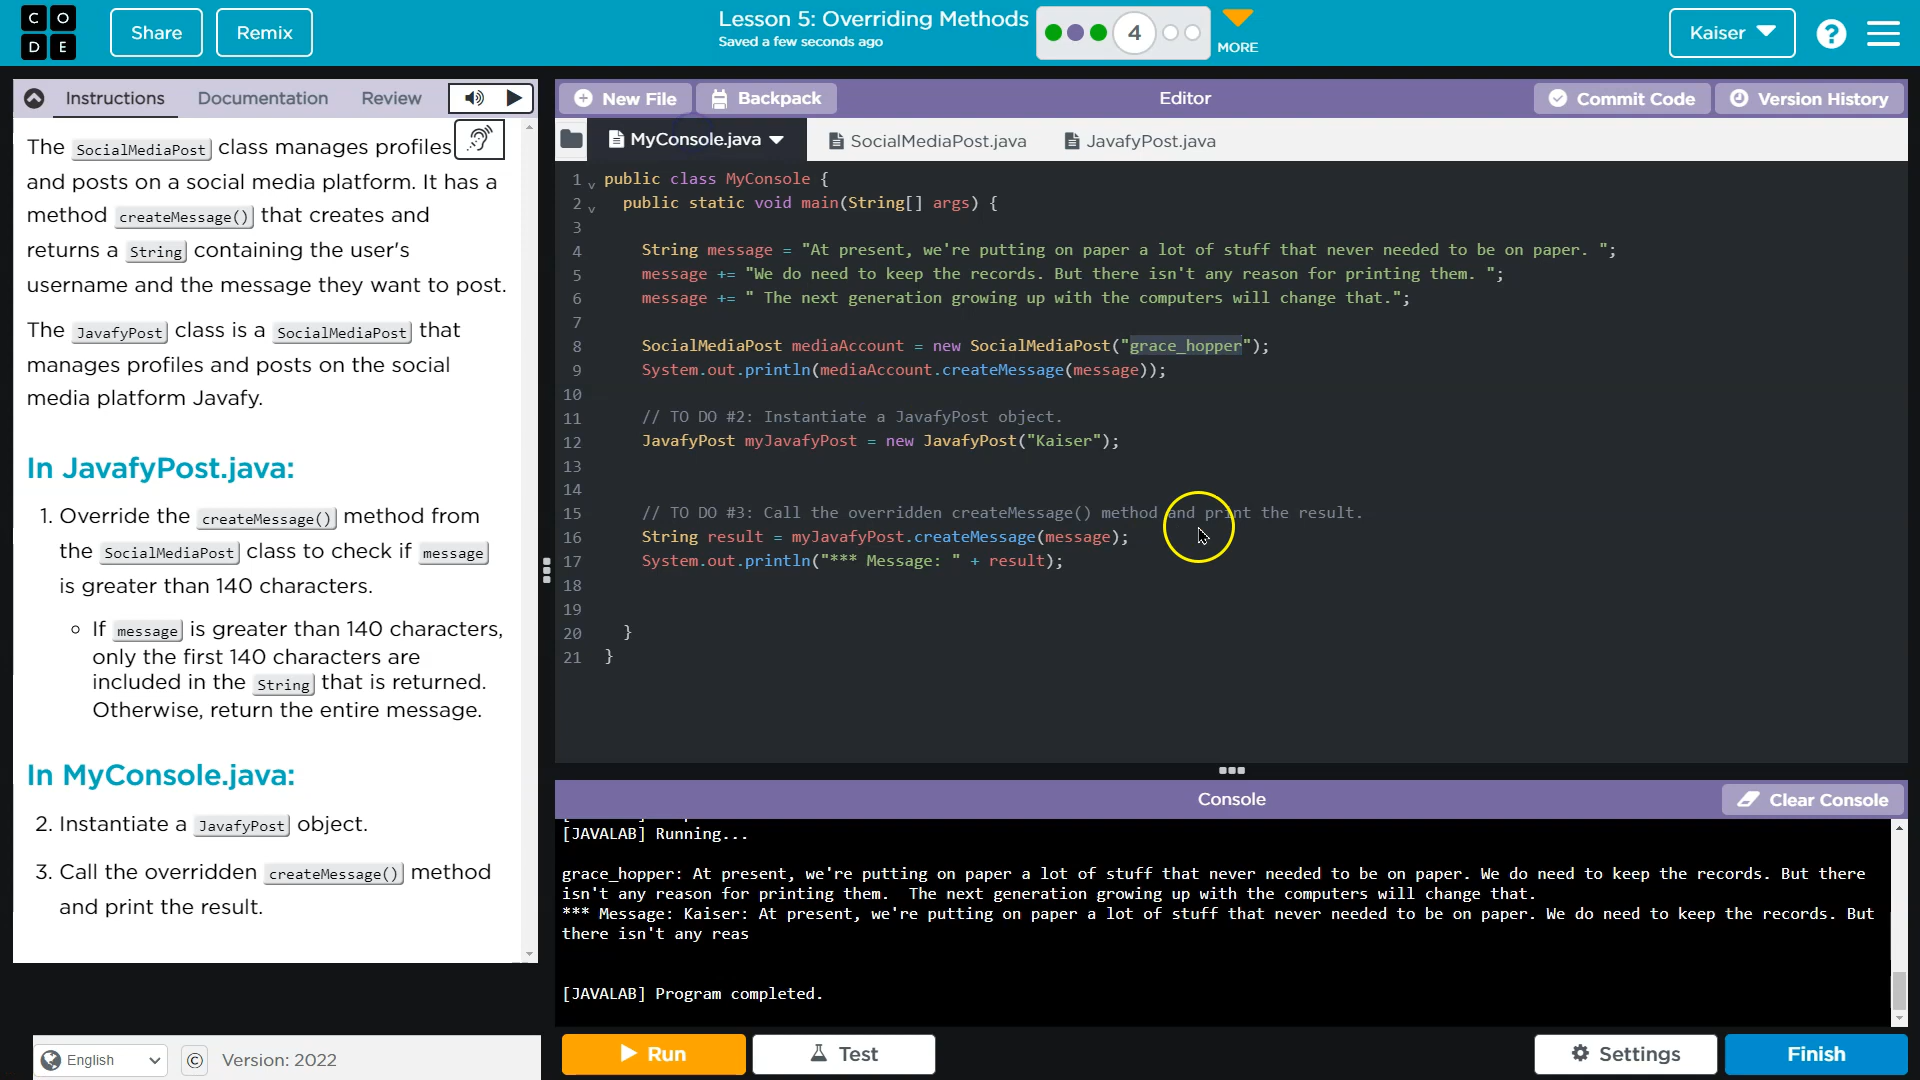 C O
D E
Share
Remix
Lesson 5: Overriding Methods
Saved a few seconds ago
4
MORE
Kaiser
?
Instructions
Documentation
Review
New File
Backpack
Editor
Commit Code
Version History
MyConsole.java
SocialMediaPost.java
JavafyPost.java
The SocialMediaPost class manages profiles
and posts on a social media platform. It has a
method createMessage() that creates and
returns a String containing the user's
username and the message they want to post.
The JavafyPost class is a SocialMediaPost that
manages profiles and posts on the social
media platform Javafy.
In JavafyPost.java:
1. Override the createMessage() method from
the SocialMediaPost class to check if message
is greater than 140 characters.
If message is greater than 140 characters,
only the first 140 characters are
included in the String that is returned.
Otherwise, return the entire message.
In MyConsole.java:
2. Instantiate a JavafyPost object.
3. Call the overridden createMessage() method
and print the result.
1 public class MyConsole {
2 public static void main(String[] args) {
3
4 String message = "At present, we're putting on paper a lot of stuff that never needed to be on paper. ";
5 message += "We do need to keep the records. But there isn't any reason for printing them. ";
6 message += " The next generation growing up with the computers will change that.";
7
8 SocialMediaPost mediaAccount = new SocialMediaPost("grace_hopper");
9 System.out.println(mediaAccount.createMessage(message));
10
11 // TO DO #2: Instantiate a JavafyPost object.
12 JavafyPost myJavafyPost = new JavafyPost("Kaiser");
13
14
15 // TO DO #3: Call the overridden createMessage() method and print the result.
16 String result = myJavafyPost.createMessage(message);
17 System.out.println("*** Message: " + result);
18
19
20 }
21 }
Console
Clear Console
[JAVALAB] Running...
grace_hopper: At present, we're putting on paper a lot of stuff that never needed to be on paper. We do need to keep the records. But there
isn't any reason for printing them.  The next generation growing up with the computers will change that.
*** Message: Kaiser: At present, we're putting on paper a lot of stuff that never needed to be on paper. We do need to keep the records. But
there isn't any reas
[JAVALAB] Program completed.
English
©
Version: 2022
Run
Test
Settings
Finish